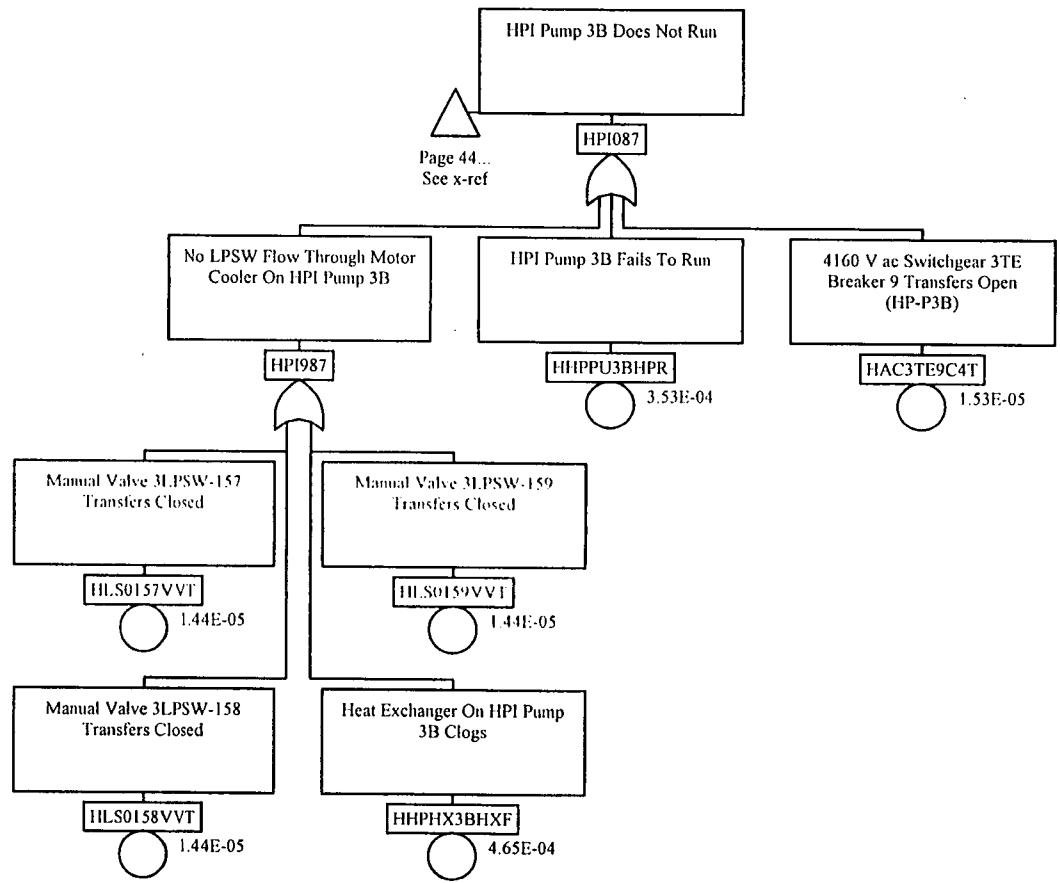 HPI Pump 3B Does Not Run
HPI087
Page 44...
See x-ref
No LPSW Flow Through Motor
Cooler On HPI Pump 3B
HPI987
HPI Pump 3B Fails To Run
HHPPU3BHPR
3.53E-04
4160 V ac Switchgear 3TE
Breaker 9 Transfers Open
(HP-P3B)
HAC3TE9C4T
1.53E-05
Manual Valve 3LPSW-157
Transfers Closed
HLS0157VVT
1.44E-05
Manual Valve 3LPSW-159
Transfers Closed
HLS0159VVT
1.44E-05
Manual Valve 3LPSW-158
Transfers Closed
HLS0158VVT
1.44E-05
Heat Exchanger On HPI Pump
3B Clogs
HHPHX3BHXF
4.65E-04